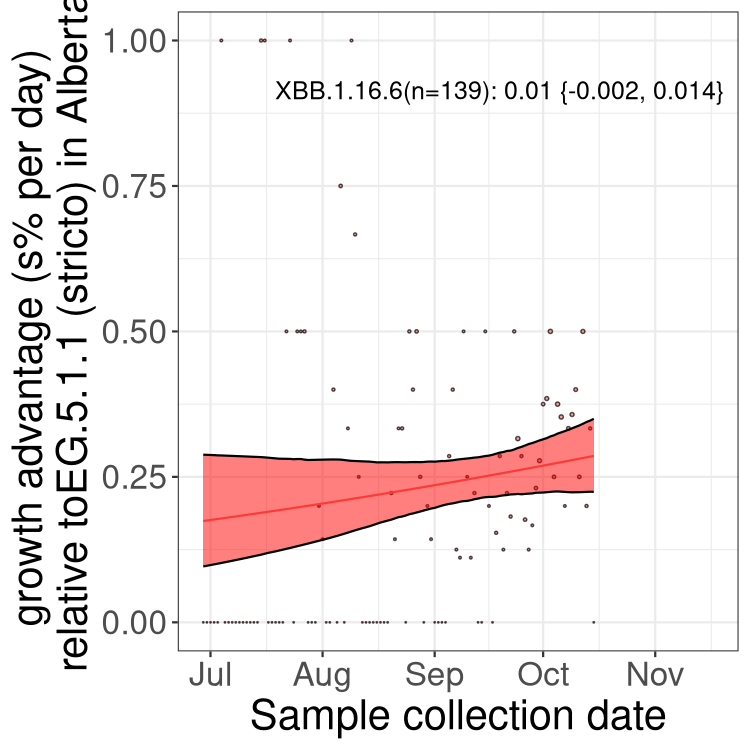 growth advantage (s% per day)
relative toEG.5.1.1 (stricto) in Alberta
1.00
0.75
0.50
0.25
0.00
XBB.1.16.6(n=139): 0.01 {-0.002, 0.014}
Jul Aug Sep Oct Nov
Sample collection date